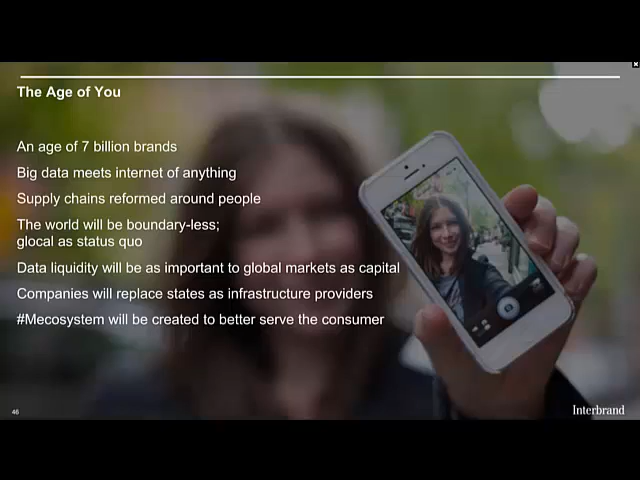 The Age of You
An age of 7 billion brands
Big data meets internet of anything
Supply chains reformed around people
The world will be boundary-less;
glocal as status quo
Data liquidity will be as important to global markets as capital
Companies will replace states as infrastructure providers
#Mecosystem will be created to better serve the consumer
46
Interbrand